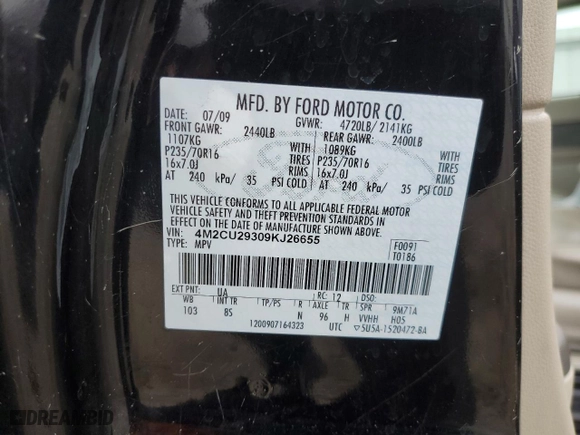 MFD. BY FORD MOTOR CO.
DATE: 07/09 GVWR: 4720LB/ 2141KG
FRONT GAWR: 2440LB REAR GAWR: 2400LB
1107KG WITH 1089KG WITH
P235/70R16 TIRES P235/70R16 TIRES
16x7.0J RIMS 16x7.0J RIMS
AT 240 kPa/ 35 PSI COLD AT 240 kPa/ 35 PSI COLD
THIS VEHICLE CONFORMS TO ALL APPLICABLE FEDERAL MOTOR
VEHICLE SAFETY AND THEFT PREVENTION STANDARDS IN
EFFECT ON THE DATE OF MANUFACTURE SHOWN ABOVE.
VIN: 4M2CU29309KJ26655 F0091
TYPE: MPV T0186
EXT PNT: UA RC: 12 DSO:
WB INT TR TP/PS R AXLE TR SPR 9M71A
103 8S N 96 H VVHH H05
1200907164323 UTC ▽5U5A-1520472-BA
DREAMBID